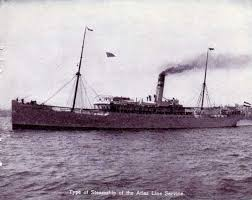 Type of Steamship of the Atlas Line Service.